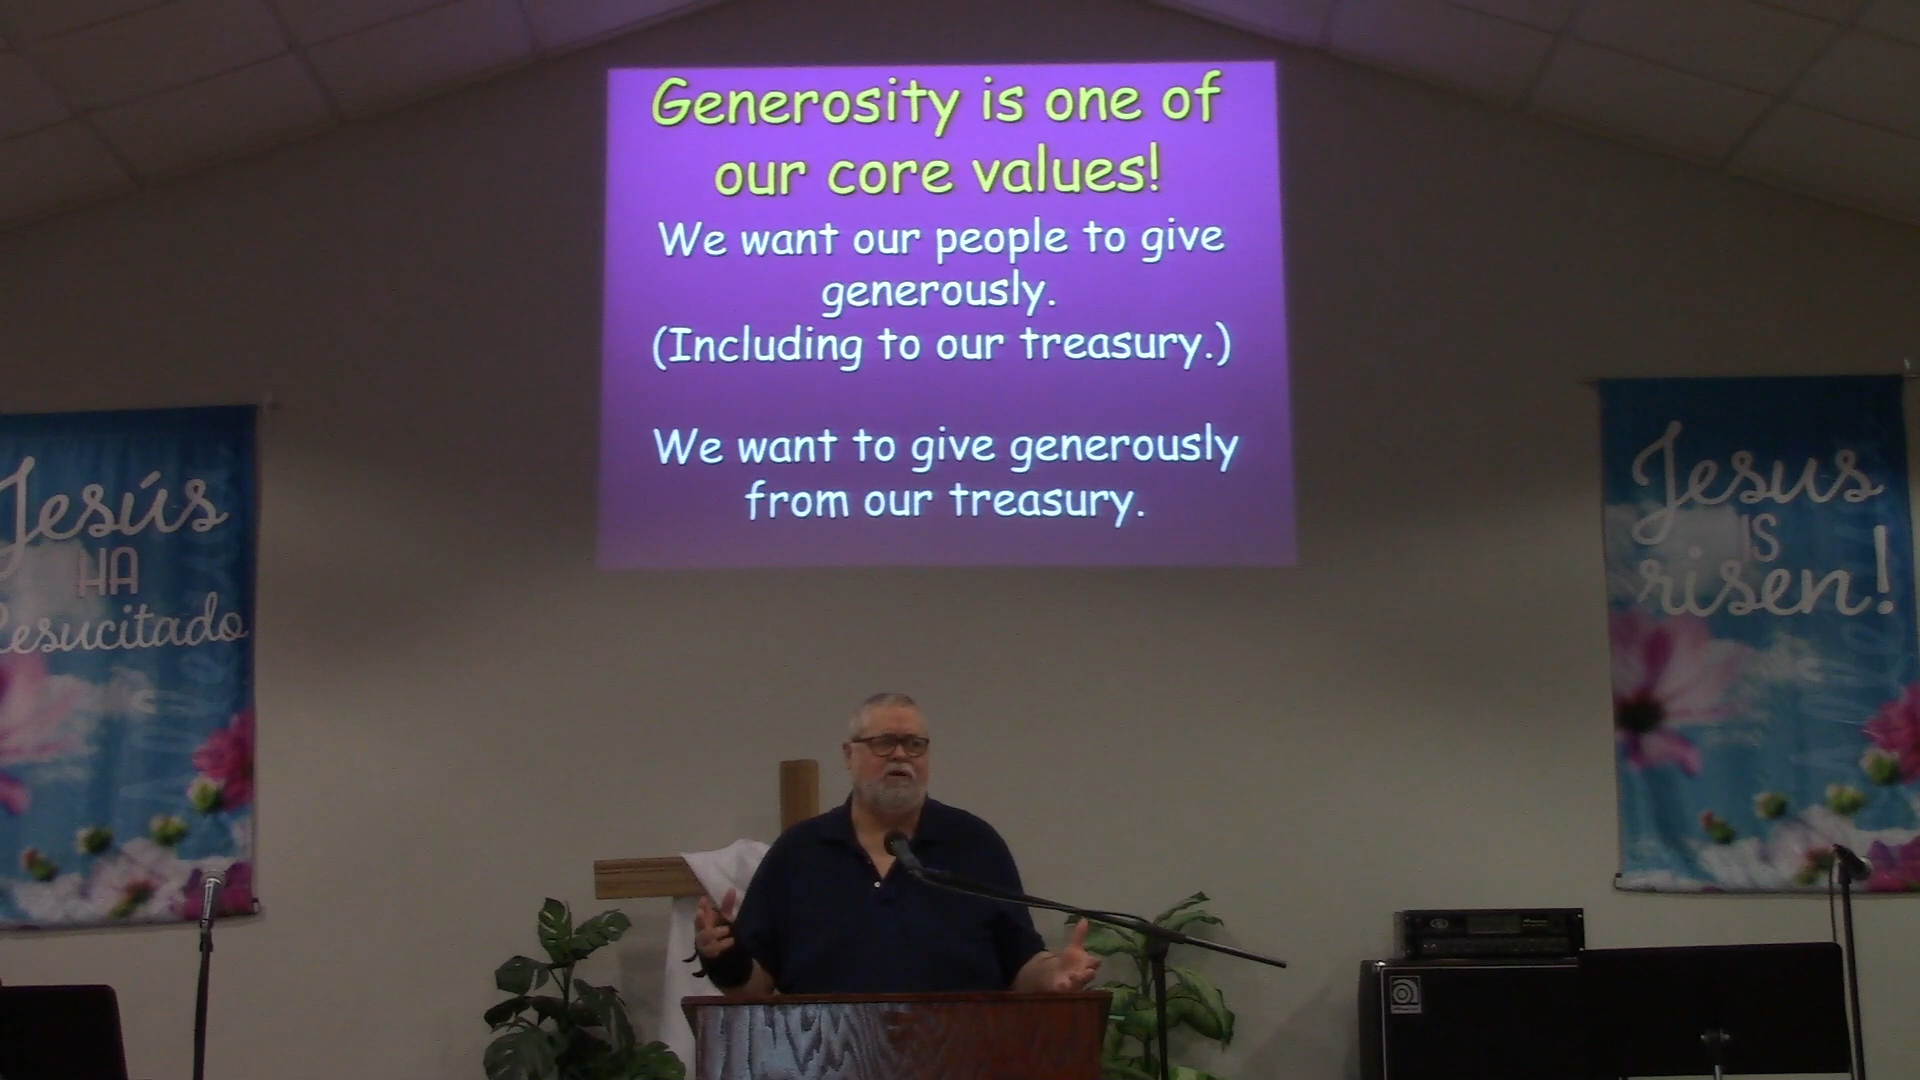 Generosity is one of
our core values!
We want our people to give
generously.
(Including to our treasury.)
We want to give generously
from our treasury.
Jesús
HA
Resucitado
Jesus
IS
risen!